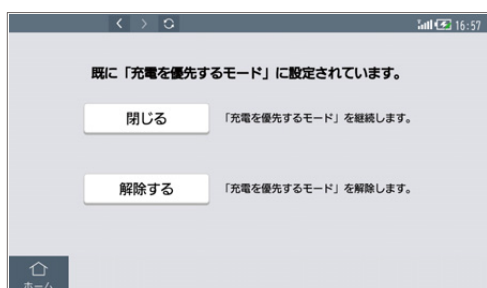 16:57
既に「充電を優先するモード」に設定されています。
閉じる 「充電を優先するモード」を継続します。
解除する 「充電を優先するモード」を解除します。
ホーム